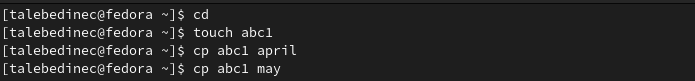 [talebedinec@fedora ~]$ cd
[talebedinec@fedora ~]$ touch abc1
[talebedinec@fedora ~]$ cp abc1 april
[talebedinec@fedora ~]$ cp abc1 may